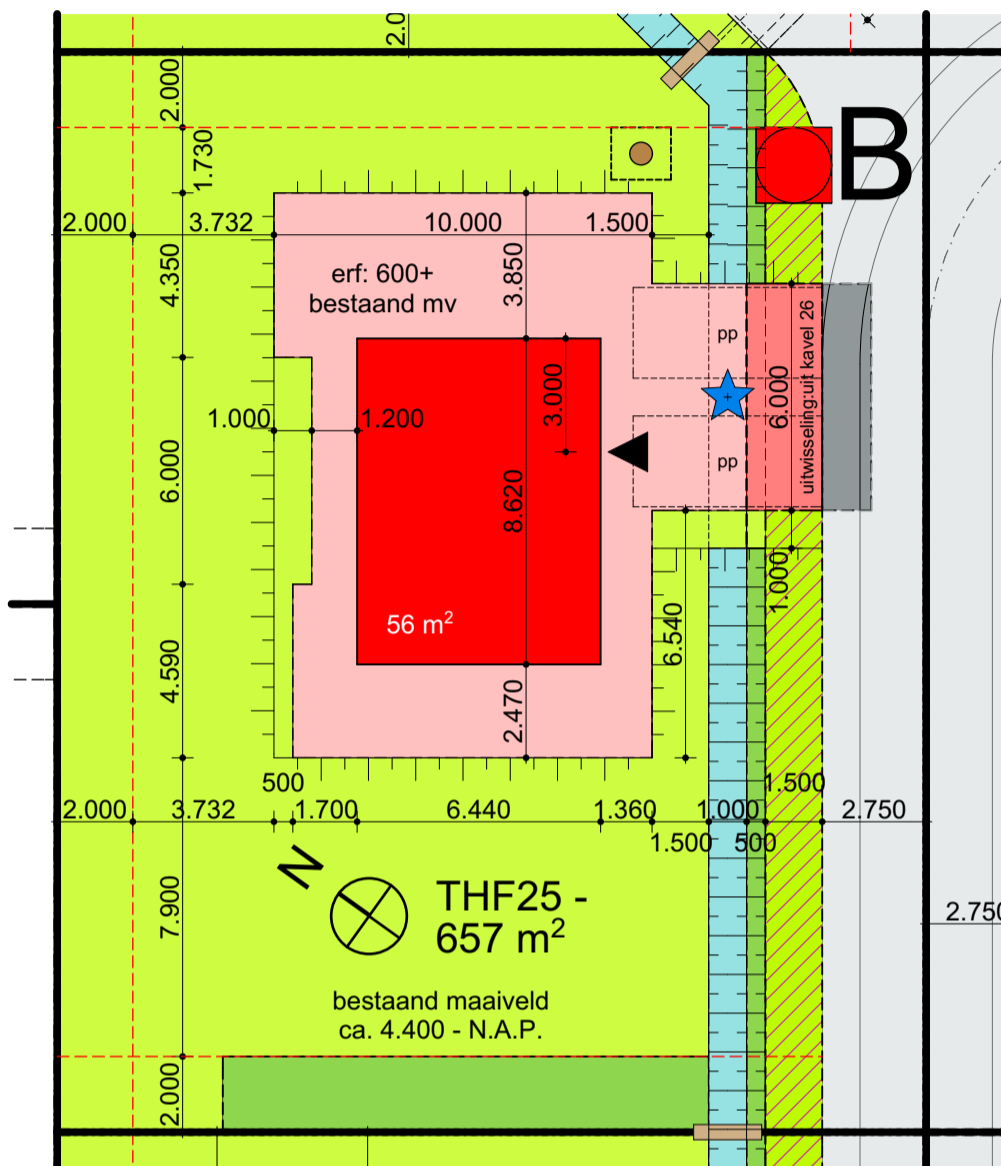 2.0
2.000
1.730
B
2.000
3.732
10.000
1.500
4.350
3.850
erf: 600+
bestaand mv
pp
3.000
6.000
uitwisseling:uit kavel 26
1.000
1.200
6.000
8.620
pp
1.000
56 m²
6.540
4.590
2.470
500
1.500
2.000
3.732
1.700
6.440
1.360
1.000
2.750
1.500
500
N
THF25 -
657 m²
7.900
2.750
bestaand maaiveld
ca. 4.400 - N.A.P.
2.000